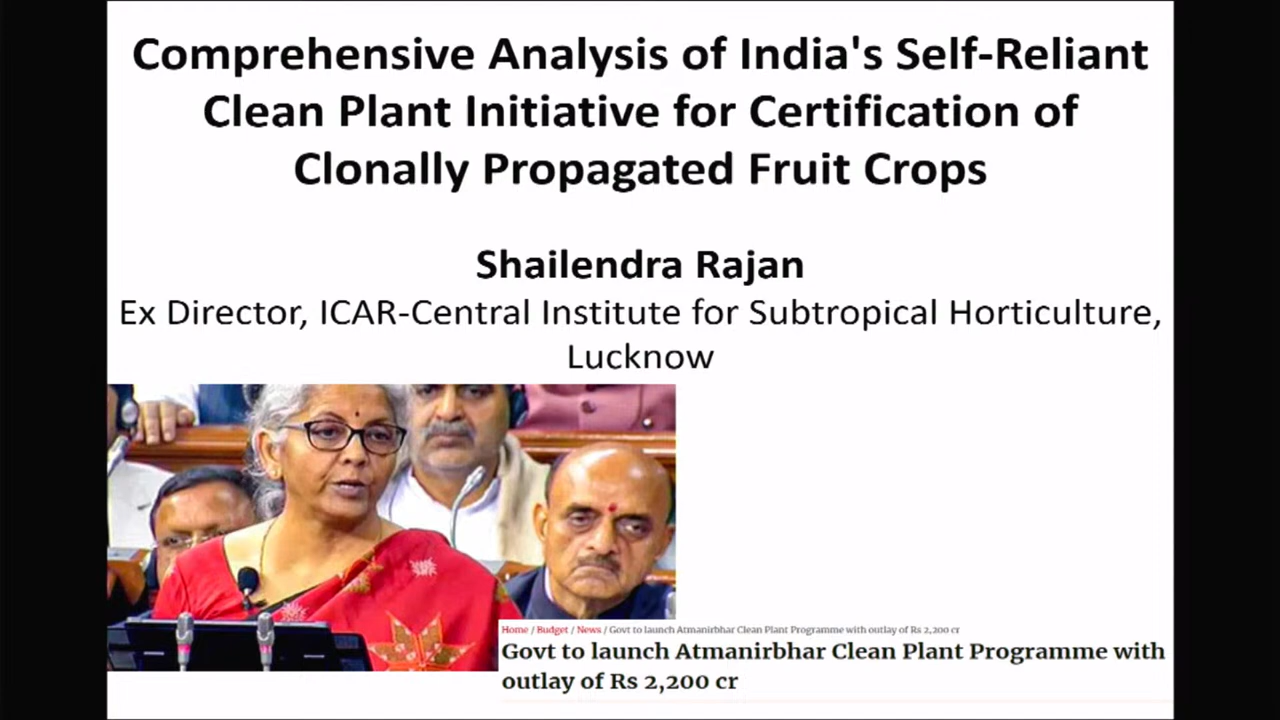 Comprehensive Analysis of India's Self-Reliant
Clean Plant Initiative for Certification of
Clonally Propagated Fruit Crops
Shailendra Rajan
Ex Director, ICAR-Central Institute for Subtropical Horticulture,
Lucknow
Home / Budget / News / Govt to launch Atmanirbhar Clean Plant Programme with outlay of Rs 2,200 cr
Govt to launch Atmanirbhar Clean Plant Programme with
outlay of Rs 2,200 cr